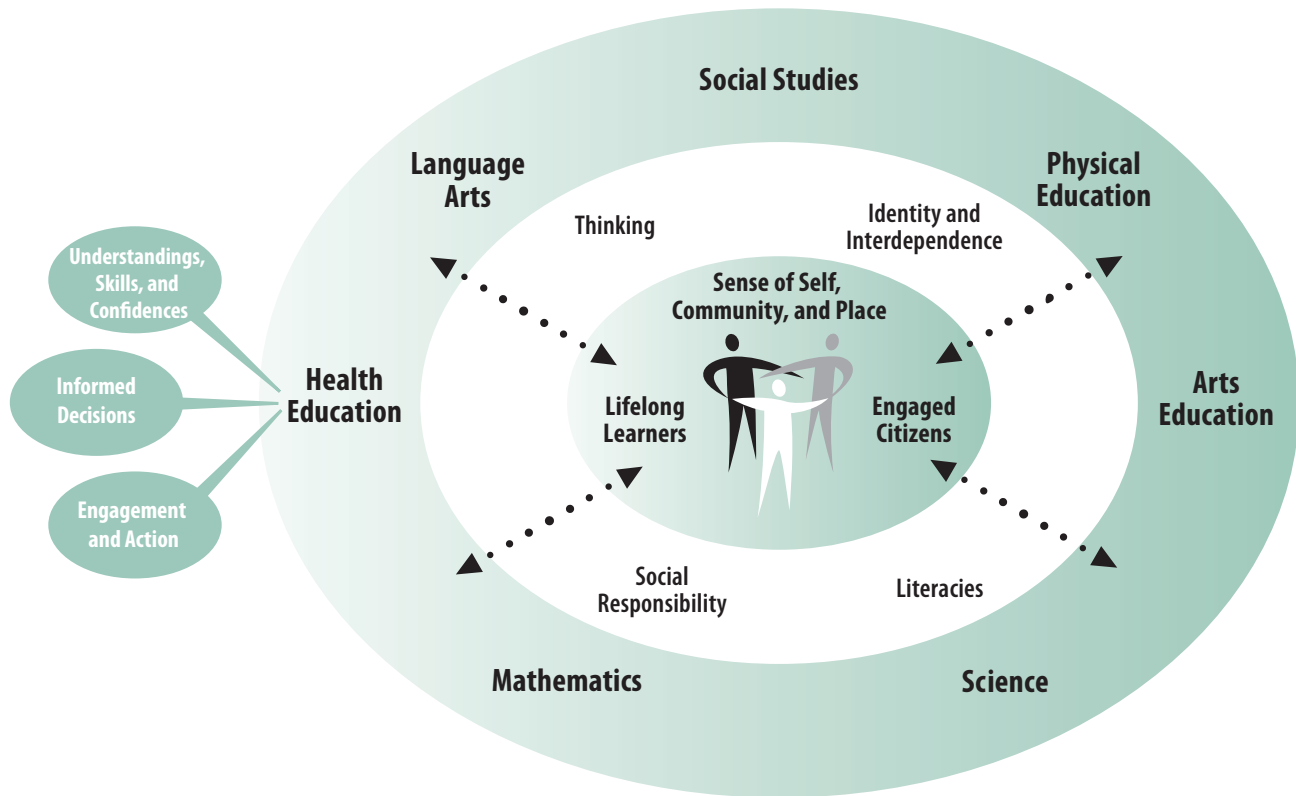 Social Studies
Language
Arts
Physical
Education
Thinking
Identity and
Interdependence
Understandings,
Skills, and
Confidences
Sense of Self,
Community, and Place
Informed
Decisions
Health
Education
Lifelong
Learners
Engaged
Citizens
Arts
Education
Engagement
and Action
Social
Responsibility
Literacies
Mathematics
Science